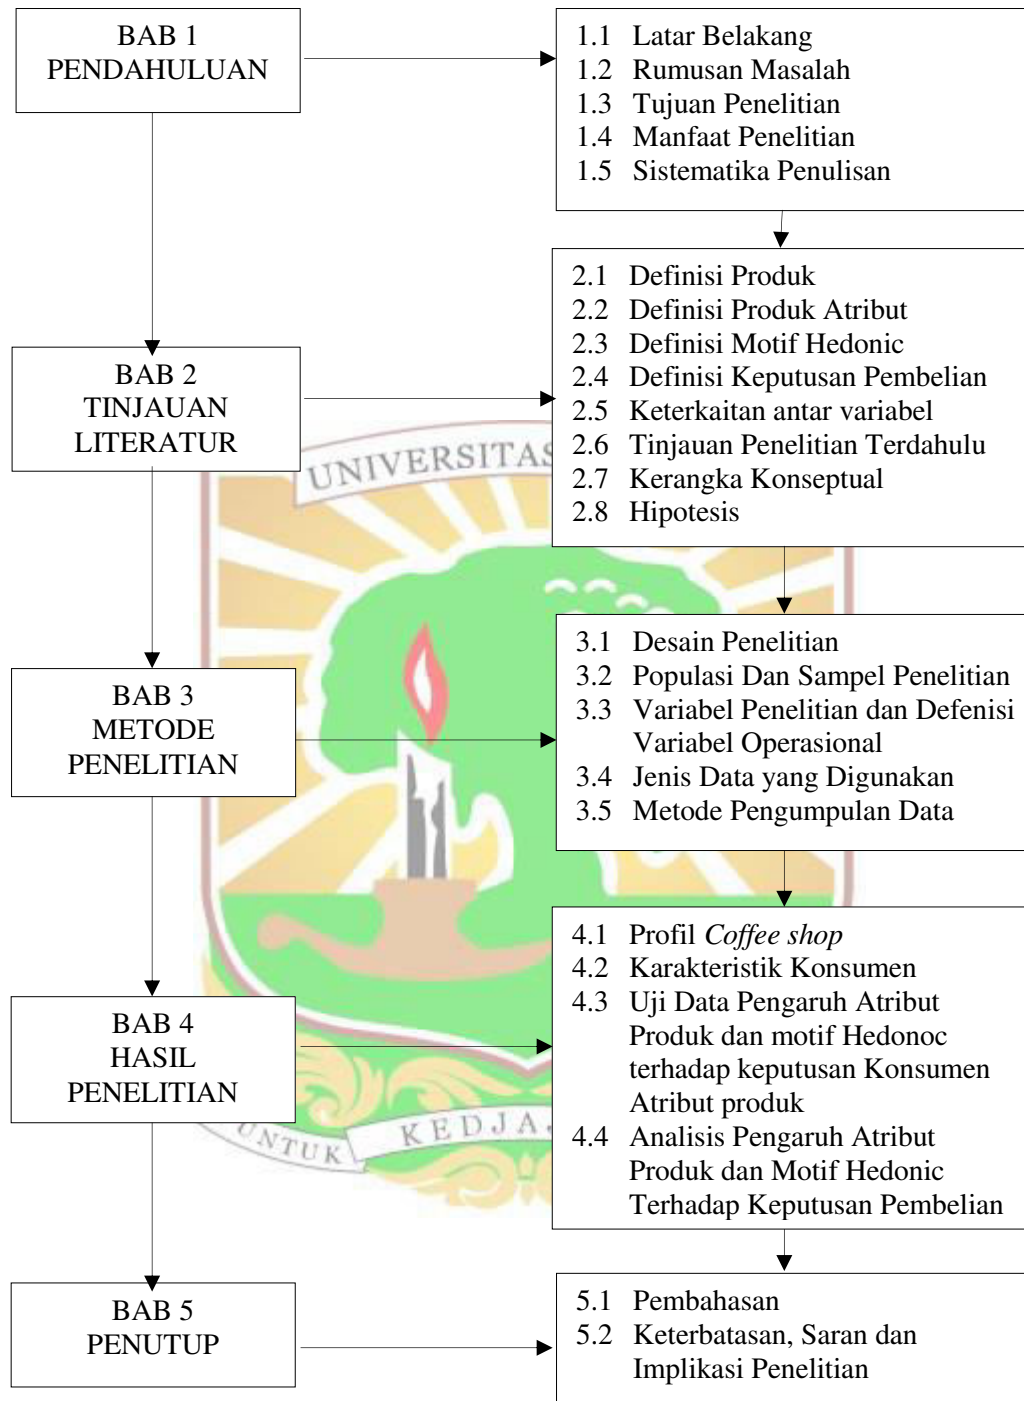 BAB 1
PENDAHULUAN
1.1 Latar Belakang
1.2 Rumusan Masalah
1.3 Tujuan Penelitian
1.4 Manfaat Penelitian
1.5 Sistematika Penulisan
BAB 2
TINJAUAN
LITERATUR
2.1 Definisi Produk
2.2 Definisi Produk Atribut
2.3 Definisi Motif Hedonic
2.4 Definisi Keputusan Pembelian
2.5 Keterkaitan antar variabel
2.6 Tinjauan Penelitian Terdahulu
2.7 Kerangka Konseptual
2.8 Hipotesis
UNIVERSITAS
BAB 3
METODE
PENELITIAN
3.1 Desain Penelitian
3.2 Populasi Dan Sampel Penelitian
3.3 Variabel Penelitian dan Defenisi
Variabel Operasional
3.4 Jenis Data yang Digunakan
3.5 Metode Pengumpulan Data
BAB 4
HASIL
PENELITIAN
4.1 Profil Coffee shop
4.2 Karakteristik Konsumen
4.3 Uji Data Pengaruh Atribut
Produk dan motif Hedonoc
terhadap keputusan Konsumen
Atribut produk
4.4 Analisis Pengaruh Atribut
Produk dan Motif Hedonic
Terhadap Keputusan Pembelian
UNTUK KEDJA
BAB 5
PENUTUP
5.1 Pembahasan
5.2 Keterbatasan, Saran dan
Implikasi Penelitian